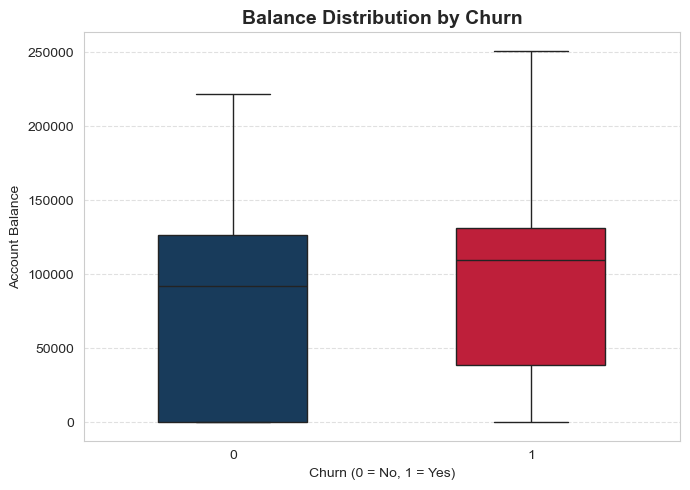 Balance Distribution by Churn
Account Balance
250000
200000
150000
100000
50000
0
0
1
Churn (0 = No, 1 = Yes)